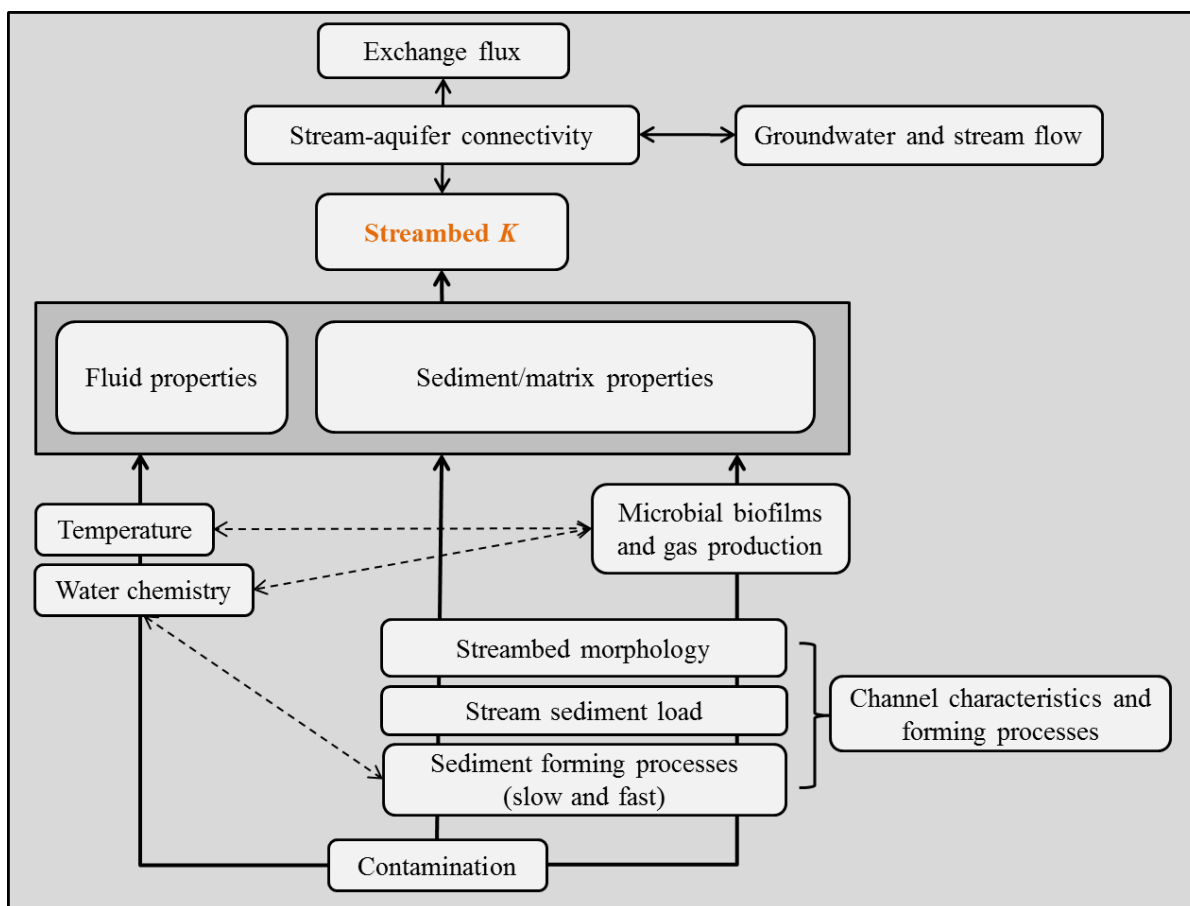 Exchange flux
Stream-aquifer connectivity
Groundwater and stream flow
Streambed K
Fluid properties
Sediment/matrix properties
Temperature
Microbial biofilms
and gas production
Water chemistry
Streambed morphology
Stream sediment load
Channel characteristics and
forming processes
Sediment forming processes
(slow and fast)
Contamination